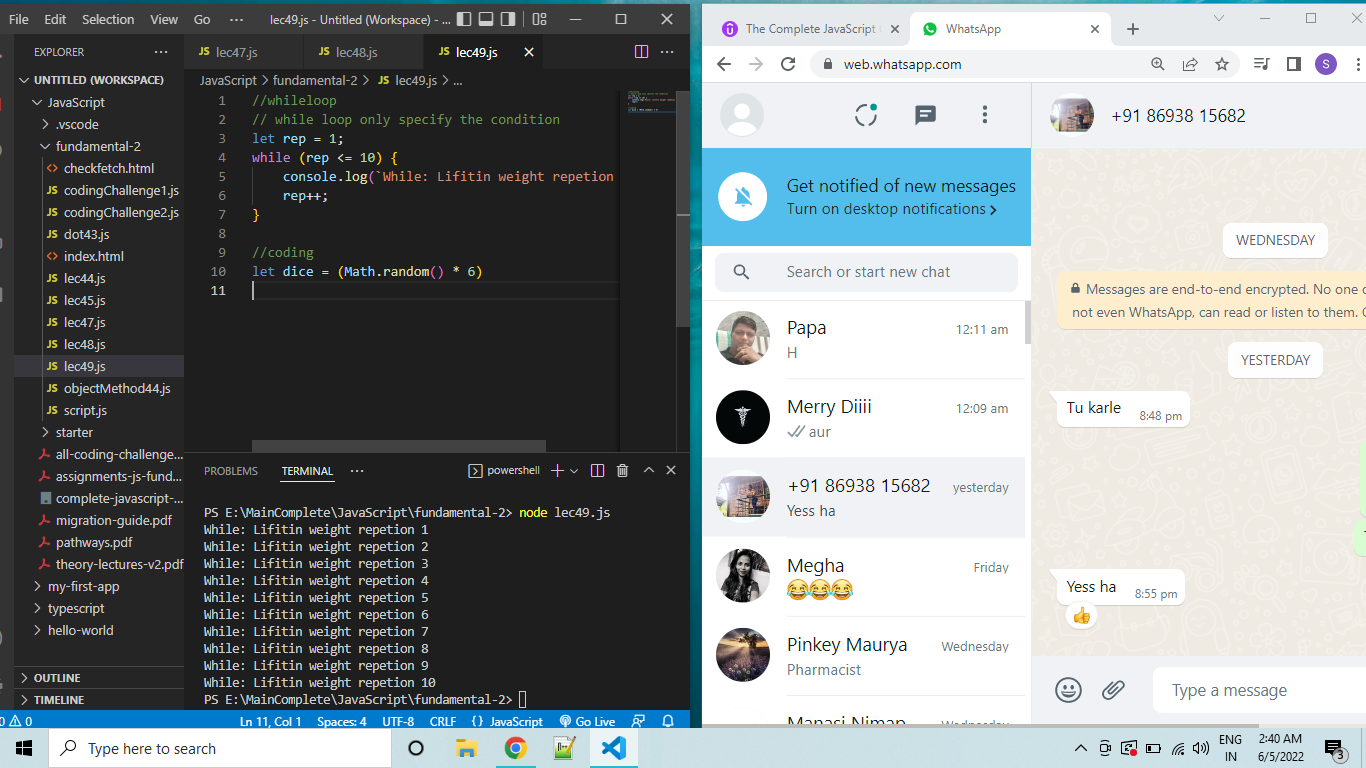 File Edit Selection View Go ··· lec49.js - Untitled (Workspace) - ...
EXPLORER ···
UNTITLED (WORKSPACE)
JavaScript
.vscode
fundamental-2
checkfetch.html
JS codingChallenge1.js
JS codingChallenge2.js
JS dot43.js
index.html
JS lec44.js
JS lec45.js
JS lec47.js
JS lec48.js
JS lec49.js
JS objectMethod44.js
JS script.js
starter
all-coding-challenge...
assignments-js-fund...
complete-javascript-...
migration-guide.pdf
pathways.pdf
theory-lectures-v2.pdf
my-first-app
typescript
hello-world
OUTLINE
TIMELINE
JS lec47.js JS lec48.js JS lec49.js
JavaScript > fundamental-2 > JS lec49.js > ...
1 //whileloop
2 // while loop only specify the condition
3 let rep = 1;
4 while (rep <= 10) {
5 console.log(`While: Lifitin weight repetion
6 rep++;
7 }
8
9 //coding
10 let dice = (Math.random() * 6)
11
PROBLEMS TERMINAL ··· powershell
PS E:\MainComplete\JavaScript\fundamental-2> node lec49.js
While: Lifitin weight repetion 1
While: Lifitin weight repetion 2
While: Lifitin weight repetion 3
While: Lifitin weight repetion 4
While: Lifitin weight repetion 5
While: Lifitin weight repetion 6
While: Lifitin weight repetion 7
While: Lifitin weight repetion 8
While: Lifitin weight repetion 9
While: Lifitin weight repetion 10
PS E:\MainComplete\JavaScript\fundamental-2>
0 0 Ln 11, Col 1 Spaces: 4 UTF-8 CRLF {} JavaScript Go Live
The Complete JavaScript WhatsApp
web.whatsapp.com S
Get notified of new messages
Turn on desktop notifications >
Search or start new chat
Papa 12:11 am
H
Merry Diiii 12:09 am
aur
+91 86938 15682 yesterday
Yess ha
Megha Friday
😂😂😂
Pinkey Maurya Wednesday
Pharmacist
Manasi Nimap Wednesday
+91 86938 15682
WEDNESDAY
Messages are end-to-end encrypted. No one
not even WhatsApp, can read or listen to them.
YESTERDAY
Tu karle 8:48 pm
Yess ha 8:55 pm
👍
Type a message
Type here to search
ENG
IN
2:40 AM
6/5/2022
3